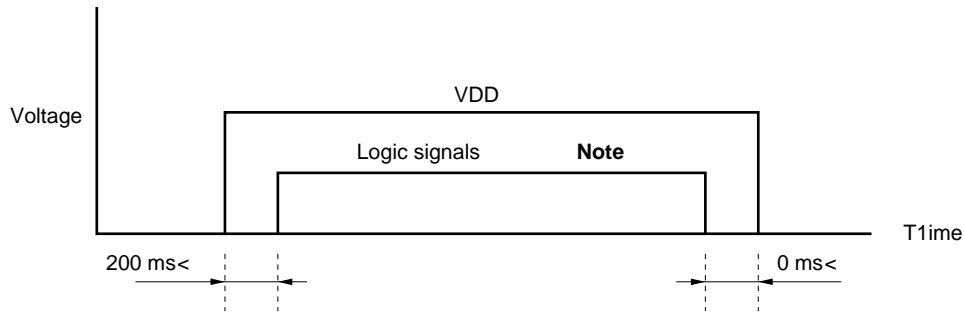 VDD
Voltage
Logic signals Note
T1ime
200 ms<
0 ms<